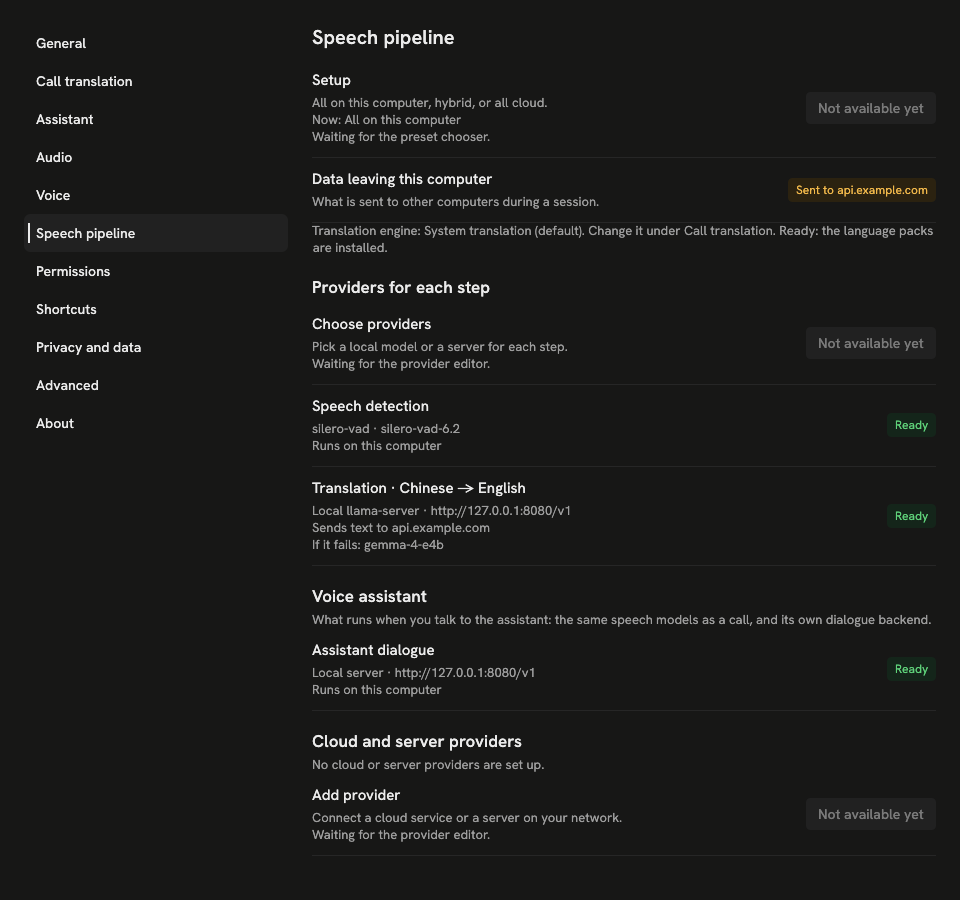 General
Call translation
Assistant
Audio
Voice
Speech pipeline
Permissions
Shortcuts
Privacy and data
Advanced
About
Speech pipeline
Setup
All on this computer, hybrid, or all cloud.
Now: All on this computer
Waiting for the preset chooser.
Not available yet
Data leaving this computer
What is sent to other computers during a session.
Sent to api.example.com
Translation engine: System translation (default). Change it under Call translation. Ready: the language packs
are installed.
Providers for each step
Choose providers
Pick a local model or a server for each step.
Waiting for the provider editor.
Not available yet
Speech detection
silero-vad · silero-vad-6.2
Runs on this computer
Ready
Translation · Chinese → English
Local llama-server · http://127.0.0.1:8080/v1
Sends text to api.example.com
If it fails: gemma-4-e4b
Ready
Voice assistant
What runs when you talk to the assistant: the same speech models as a call, and its own dialogue backend.
Assistant dialogue
Local server · http://127.0.0.1:8080/v1
Runs on this computer
Ready
Cloud and server providers
No cloud or server providers are set up.
Add provider
Connect a cloud service or a server on your network.
Waiting for the provider editor.
Not available yet